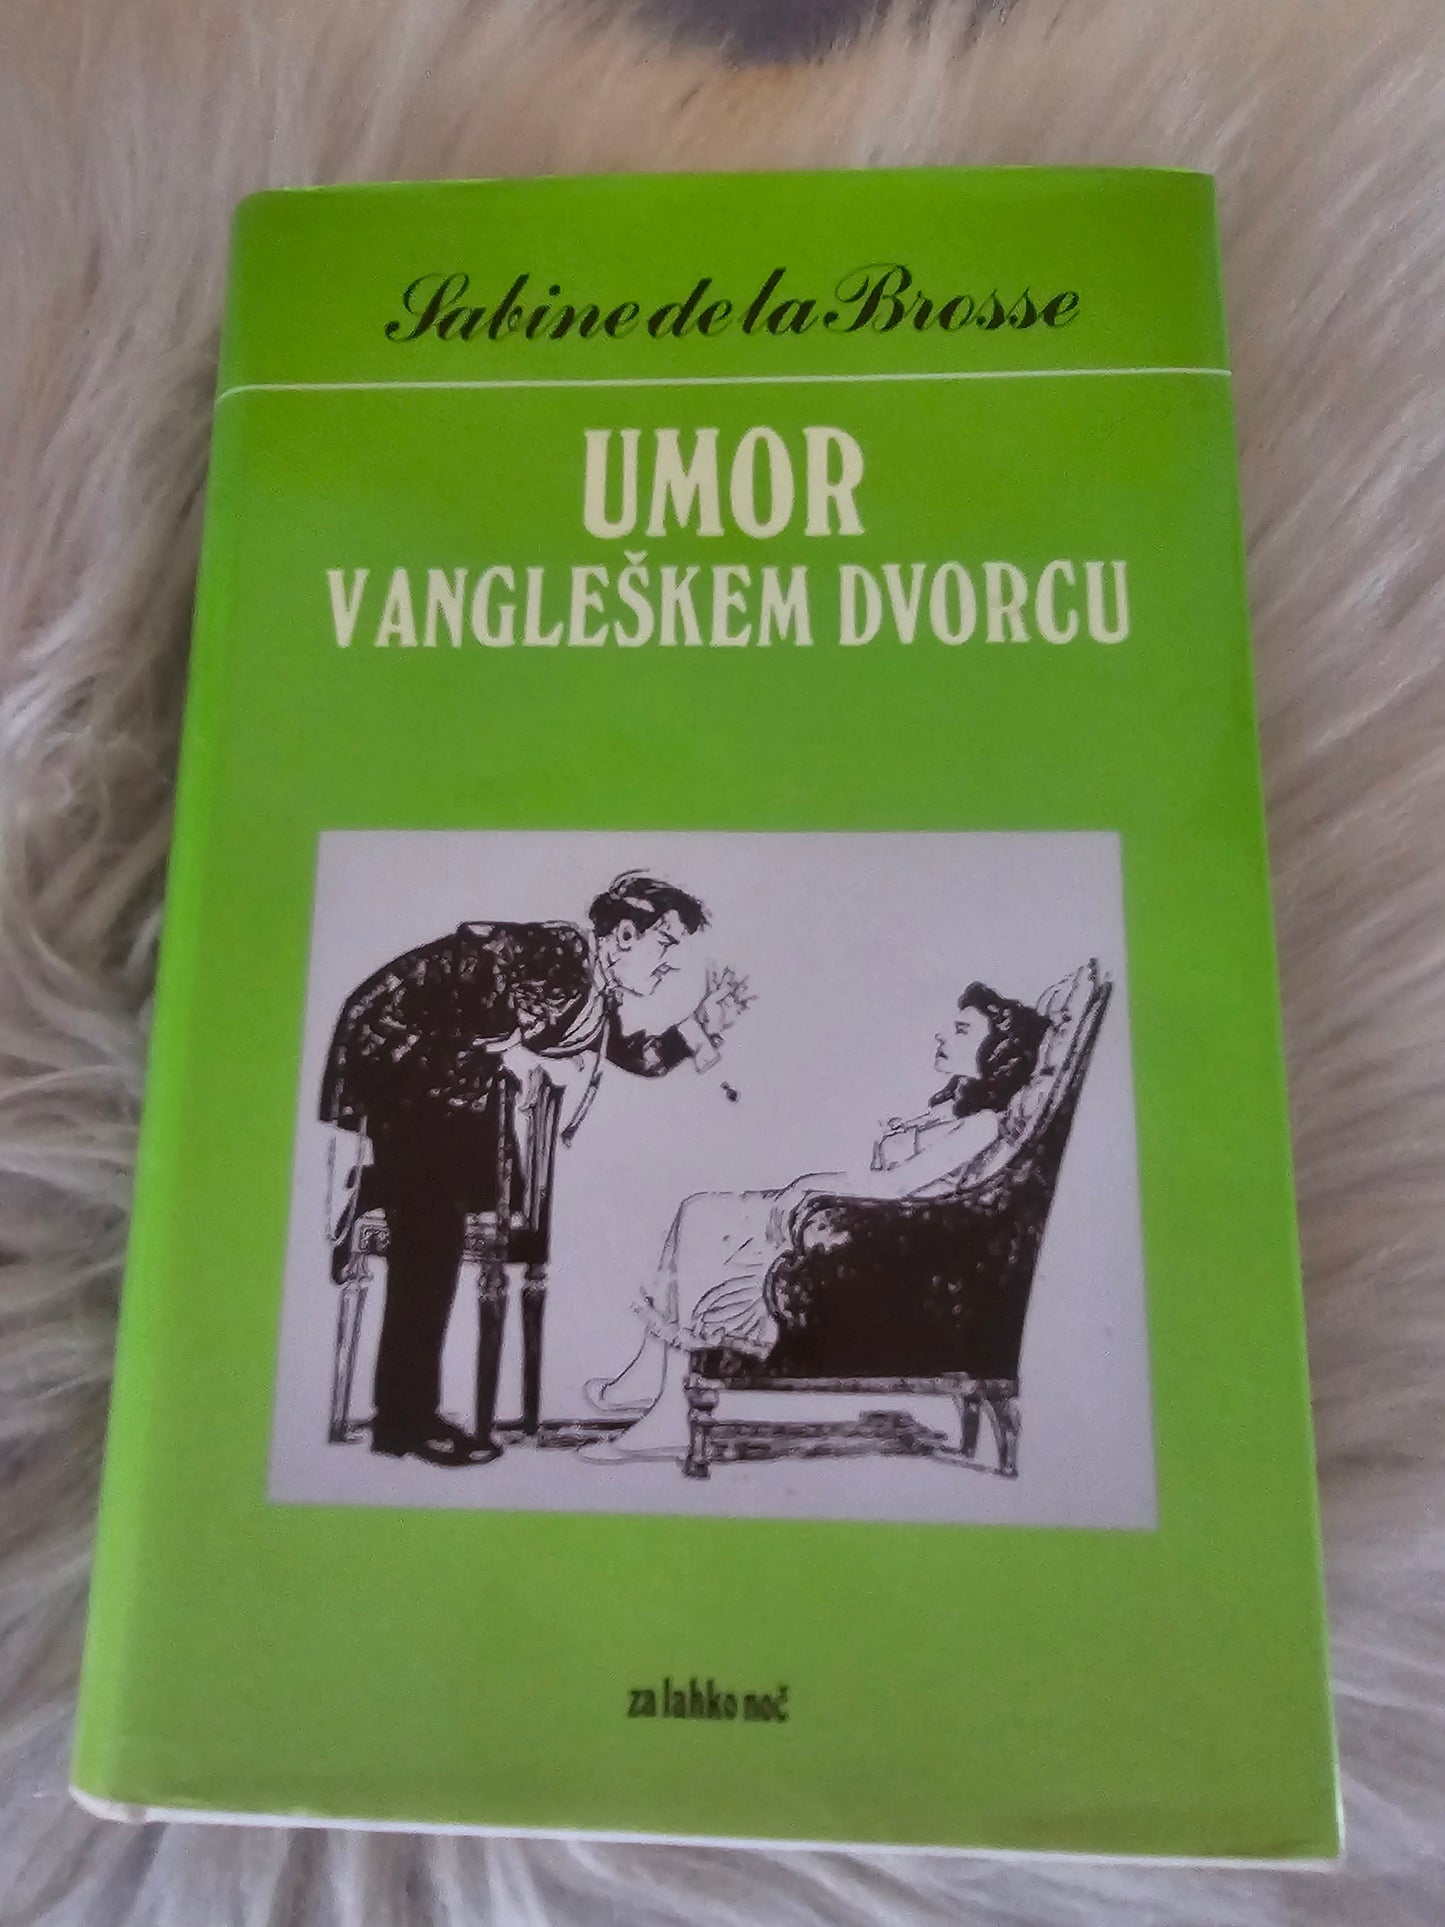 Sabine de la Brosse
UMOR
V ANGLEŠKEM DVORCU
za lahko noč